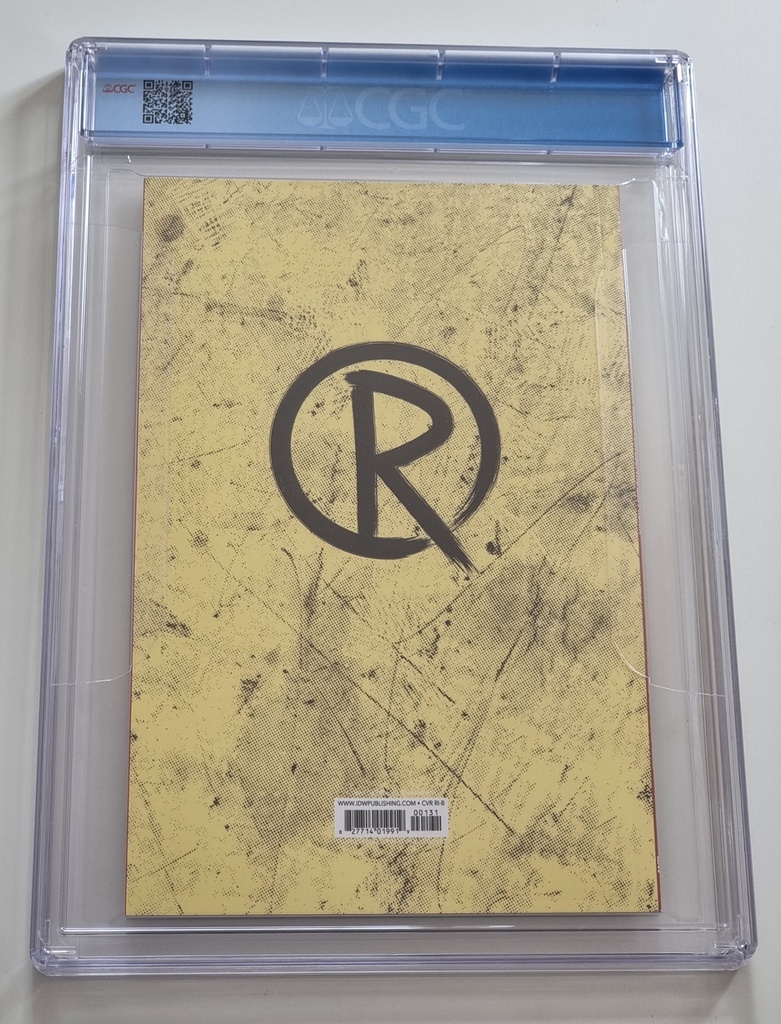 CGC
CGC
R
WWW.IDWPUBLISHING.COM • CVR RI-B
00131
8 27714 01991 9